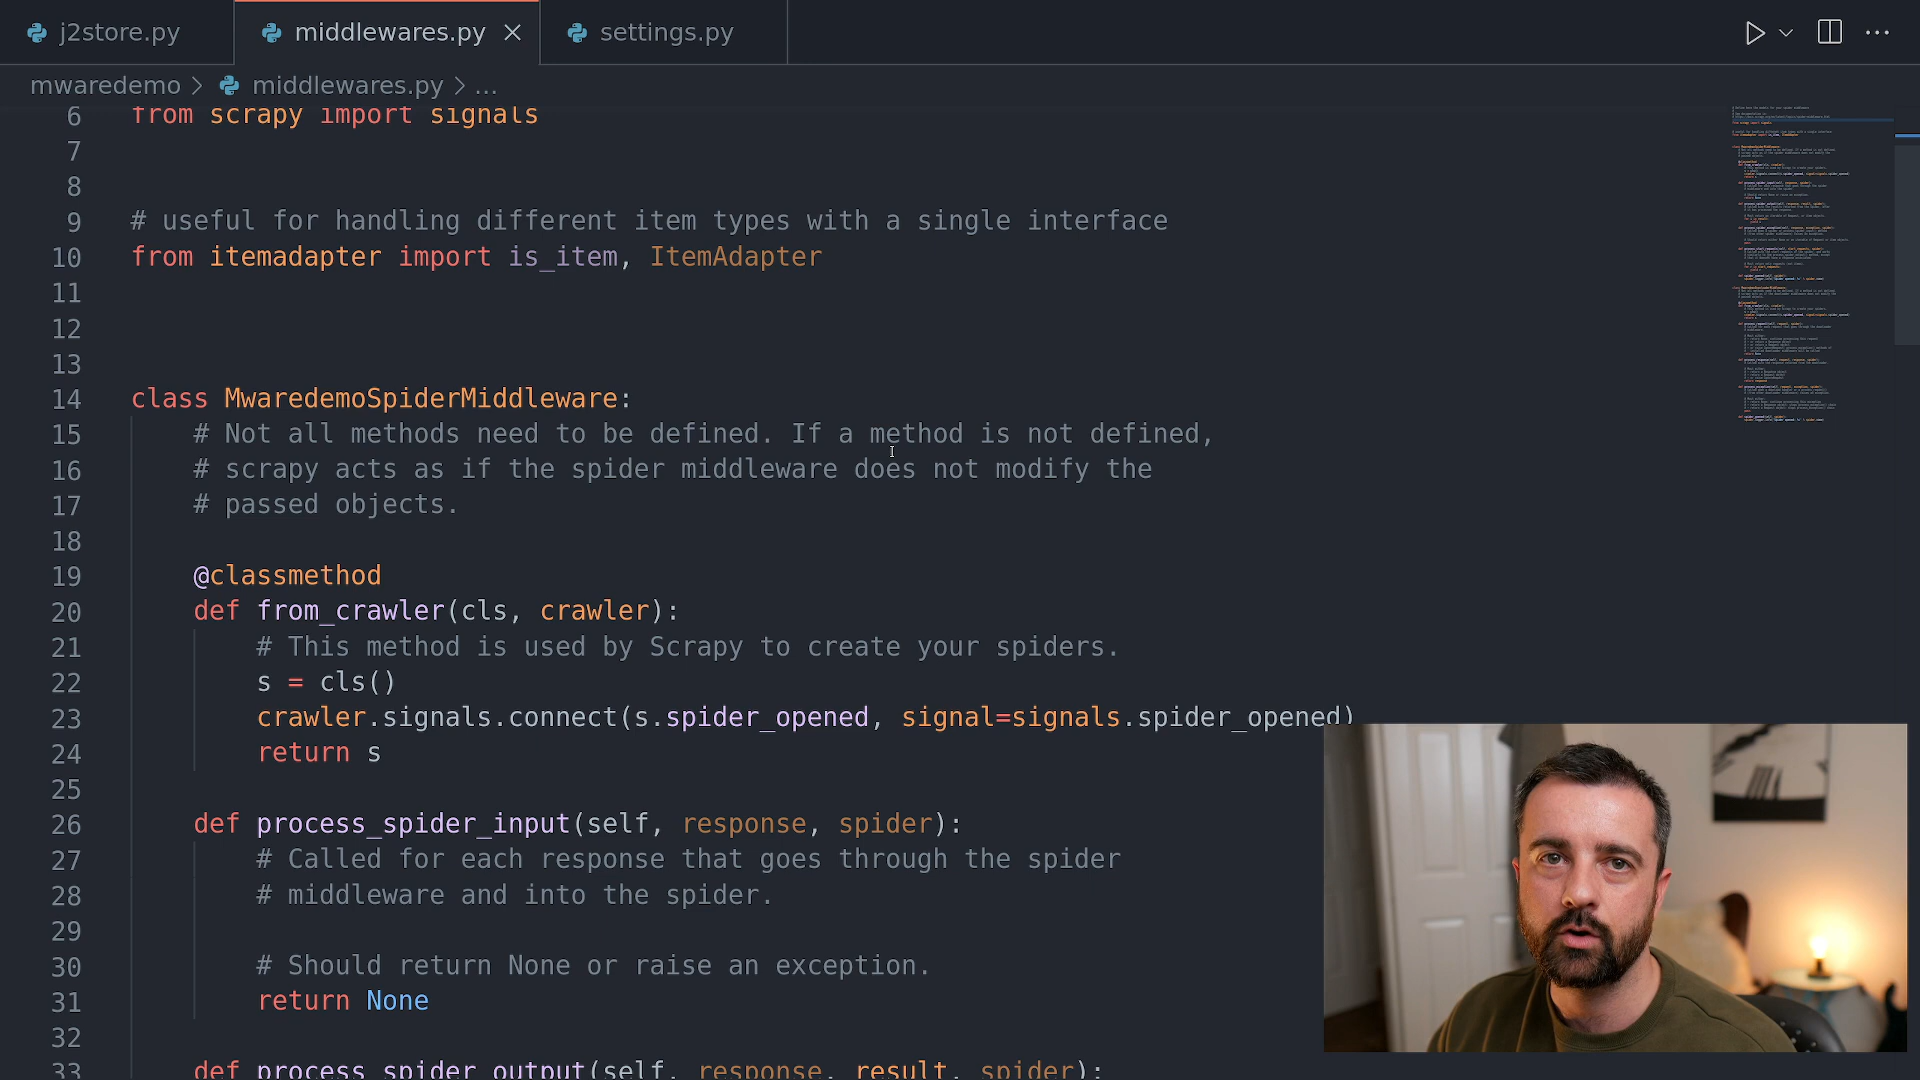 j2store.py
middlewares.py
settings.py
mwaredemo > middlewares.py > ...
6 from scrapy import signals
7
8
9 # useful for handling different item types with a single interface
10 from itemadapter import is_item, ItemAdapter
11
12
13
14 class MwaredemoSpiderMiddleware:
15 # Not all methods need to be defined. If a method is not defined,
16 # scrapy acts as if the spider middleware does not modify the
17 # passed objects.
18
19 @classmethod
20 def from_crawler(cls, crawler):
21 # This method is used by Scrapy to create your spiders.
22 s = cls()
23 crawler.signals.connect(s.spider_opened, signal=signals.spider_opened)
24 return s
25
26 def process_spider_input(self, response, spider):
27 # Called for each response that goes through the spider
28 # middleware and into the spider.
29
30 # Should return None or raise an exception.
31 return None
32
33 def process_spider_output(self, response, result, spider):